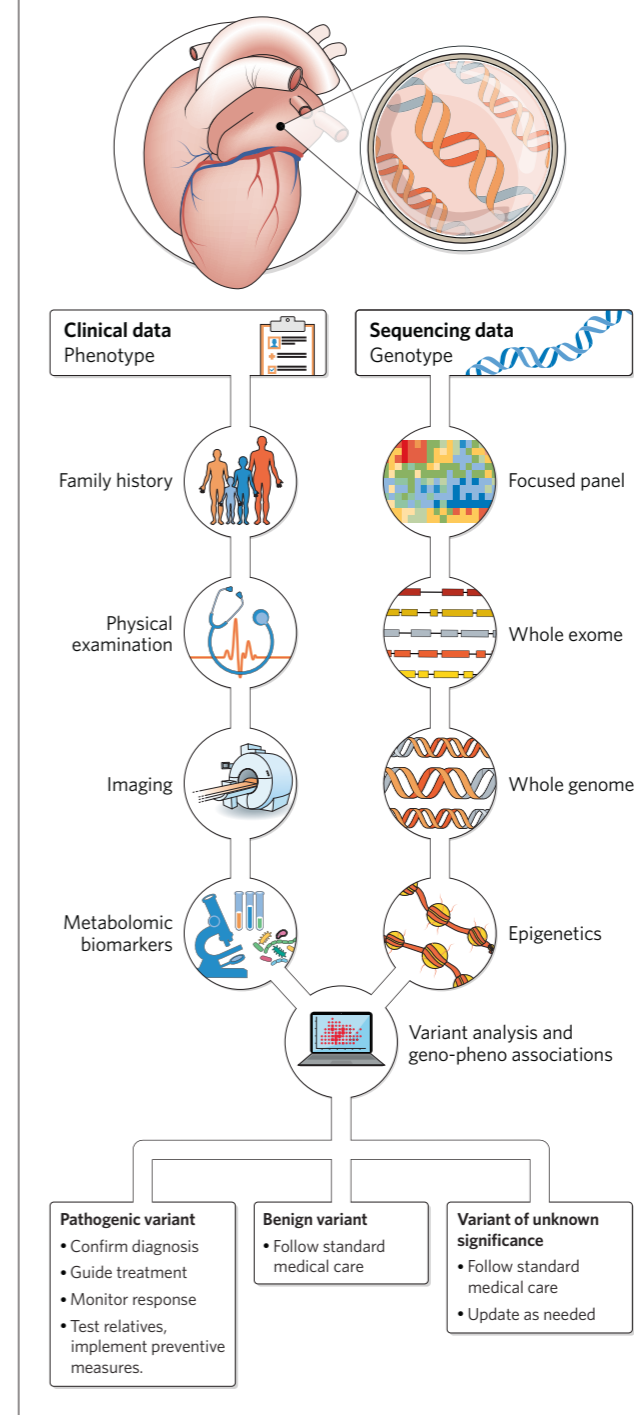 Clinical data
Phenotype
Sequencing data
Genotype
Family history
Focused panel
Physical
examination
Whole exome
Imaging
Whole genome
Metabolomic
biomarkers
Epigenetics
Variant analysis and
geno-pheno associations
Pathogenic variant
• Confirm diagnosis
• Guide treatment
• Monitor response
• Test relatives,
implement preventive
measures.
Benign variant
• Follow standard
medical care
Variant of unknown
significance
• Follow standard
medical care
• Update as needed